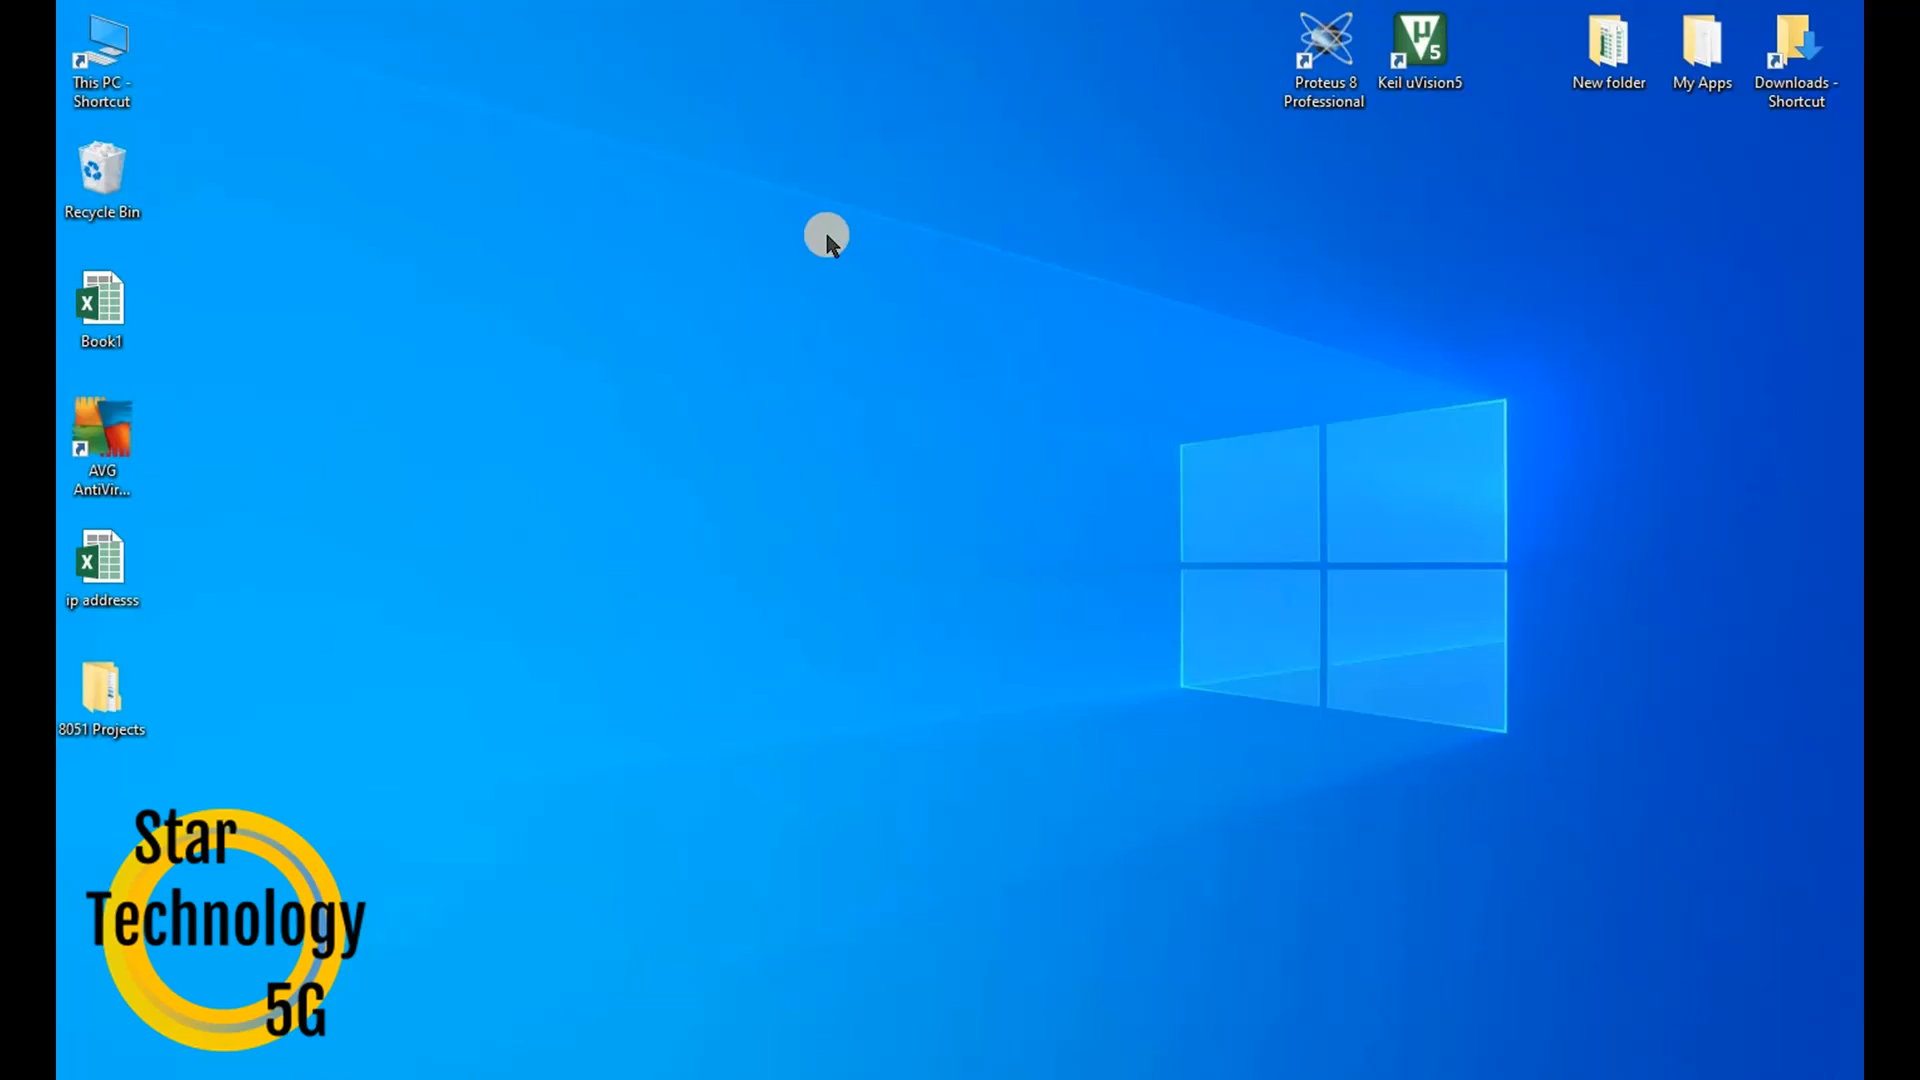 This PC -
Shortcut
Recycle Bin
Book1
AVG
AntiVir...
ip addresss
8051 Projects
Proteus 8
Professional
µ
5
Keil uVision5
New folder
My Apps
Downloads -
Shortcut
Star
Technology
5G